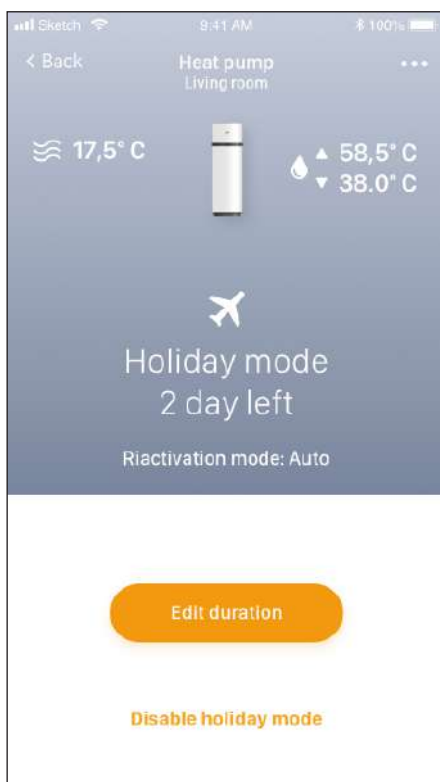 Sketch 9:41 AM 100%
< Back Heat pump ...
Living room
17,5° C ▲ 58,5° C
▼ 38.0° C
Holiday mode
2 day left
Riactivation mode: Auto
Edit duration
Disable holiday mode